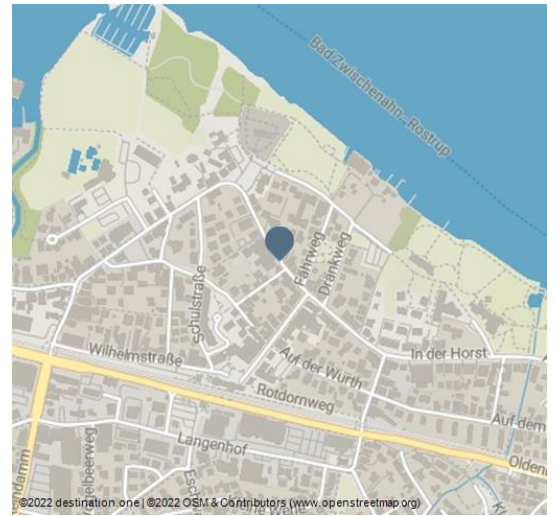 Bad Zwischenahn - Rostrup
Fährweg
Dränkweg
Schulstraße
Wilhelmstraße
In der Horst
Auf der Wurth
Rotdornweg
Auf dem
Langenhof
Olden
©2022 destination.one | ©2022 OSM & Contributors (www.openstreetmap.org)